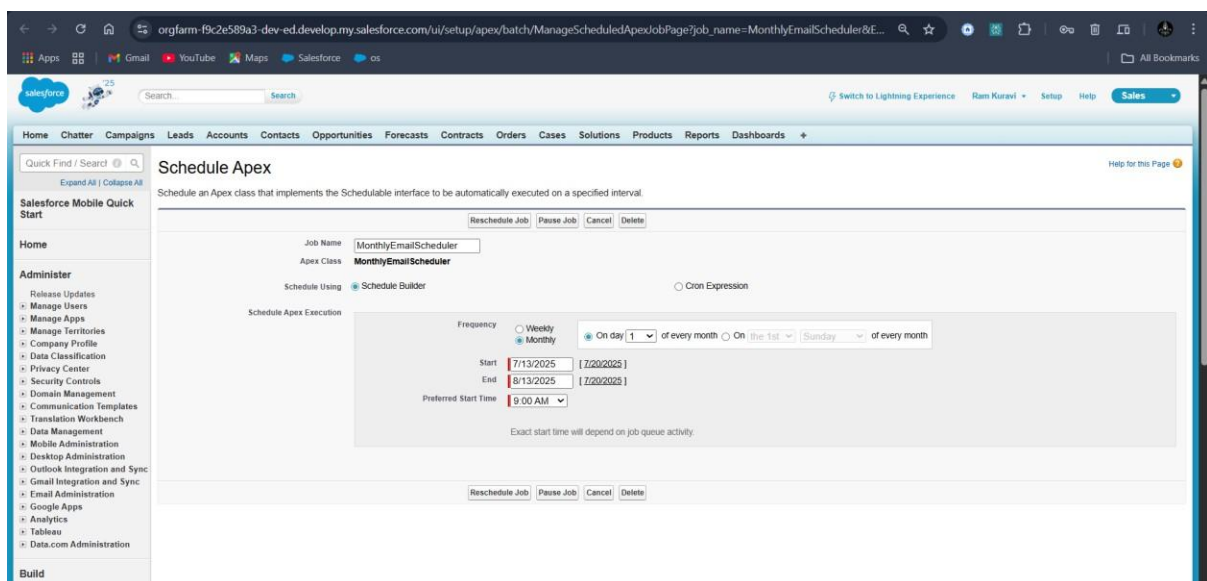 orgfarm-f9c2e589a3-dev-ed.develop.my.salesforce.com/ui/setup/apex/batch/ManageScheduledApexJobPage?job_name=MonthlyEmailScheduler&E...
Apps Gmail YouTube Maps Salesforce os All Bookmarks
salesforce '25 Search... Search Switch to Lightning Experience Ram Kuravi Setup Help Sales
Home Chatter Campaigns Leads Accounts Contacts Opportunities Forecasts Contracts Orders Cases Solutions Products Reports Dashboards +
Quick Find / Search
Expand All | Collapse All
Salesforce Mobile Quick
Start
Home
Administer
Release Updates
Manage Users
Manage Apps
Manage Territories
Company Profile
Data Classification
Privacy Center
Security Controls
Domain Management
Communication Templates
Translation Workbench
Data Management
Mobile Administration
Desktop Administration
Outlook Integration and Sync
Gmail Integration and Sync
Email Administration
Google Apps
Analytics
Tableau
Data.com Administration
Build
Schedule Apex
Help for this Page
Schedule an Apex class that implements the Schedulable interface to be automatically executed on a specified interval.
Reschedule Job Pause Job Cancel Delete
Job Name MonthlyEmailScheduler
Apex Class MonthlyEmailScheduler
Schedule Using Schedule Builder Cron Expression
Schedule Apex Execution
Frequency Weekly
Monthly
On day 1 of every month On the 1st Sunday of every month
Start 7/13/2025 [ 7/20/2025 ]
End 8/13/2025 [ 7/20/2025 ]
Preferred Start Time 9:00 AM
Exact start time will depend on job queue activity.
Reschedule Job Pause Job Cancel Delete